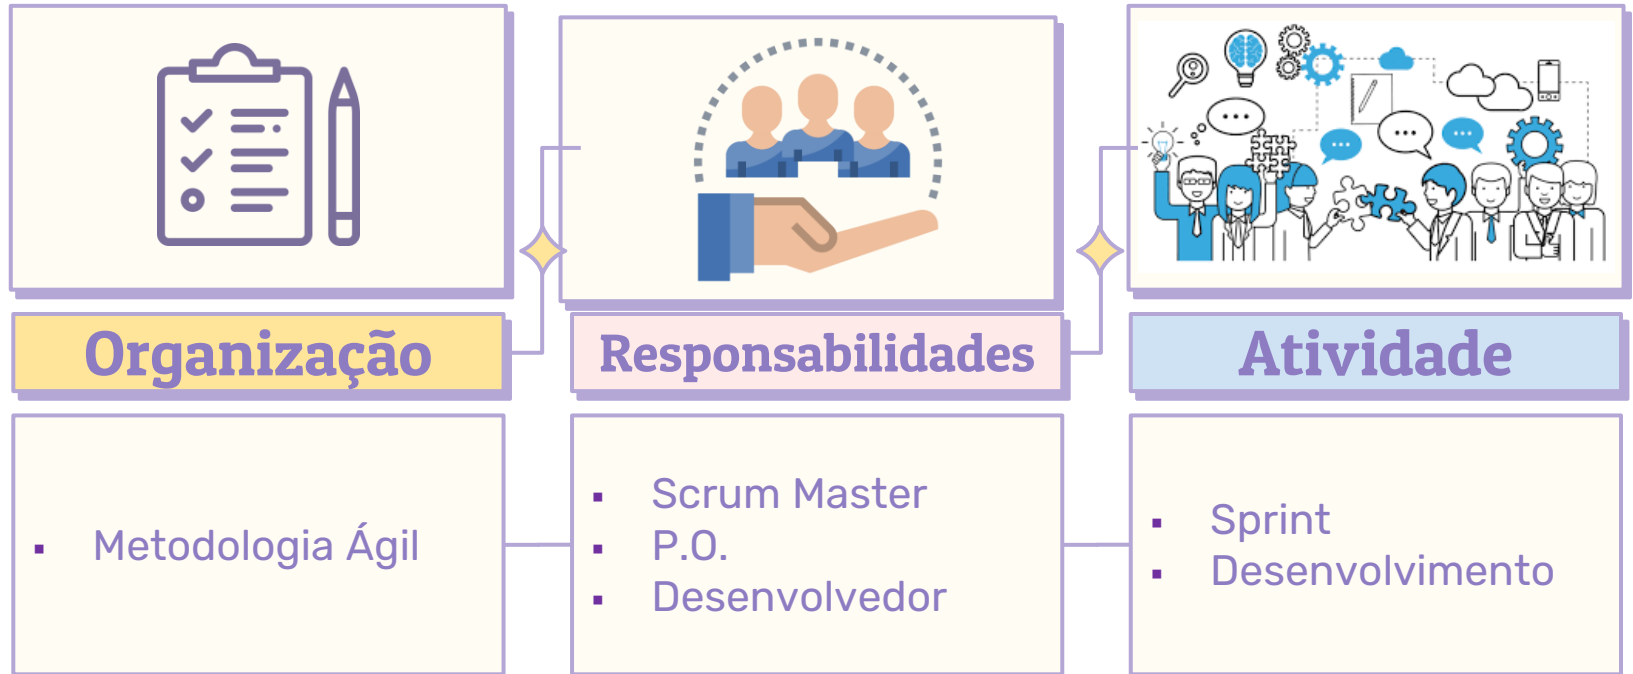 Organização
Responsabilidades
Atividade
▪ Metodologia Ágil
▪ Scrum Master
▪ P.O.
▪ Desenvolvedor
▪ Sprint
▪ Desenvolvimento